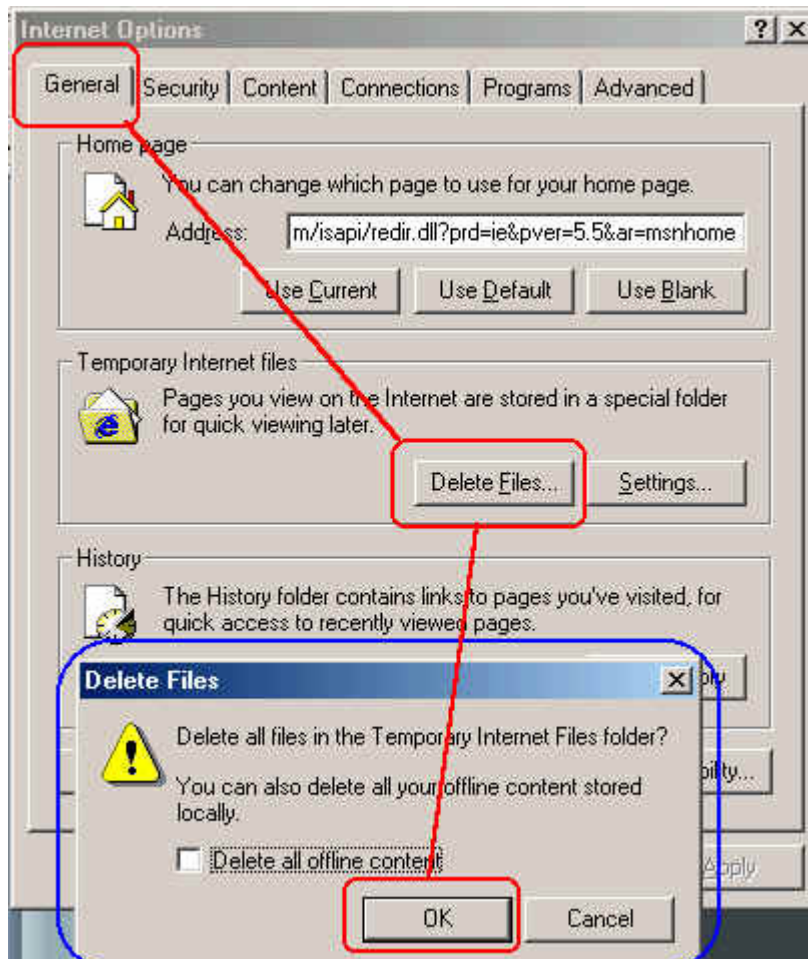 Internet Options
General Security Content Connections Programs Advanced
Home page
You can change which page to use for your home page.
Address: m/isapi/redir.dll?prd=ie&pver=5.5&ar=msnhome
Use Current Use Default Use Blank
Temporary Internet files
Pages you view on the Internet are stored in a special folder
for quick viewing later.
Delete Files... Settings...
History
The History folder contains links to pages you've visited, for
quick access to recently viewed pages.
Delete Files
Delete all files in the Temporary Internet Files folder?
You can also delete all your offline content stored
locally.
Delete all offline content
OK Cancel
Apply